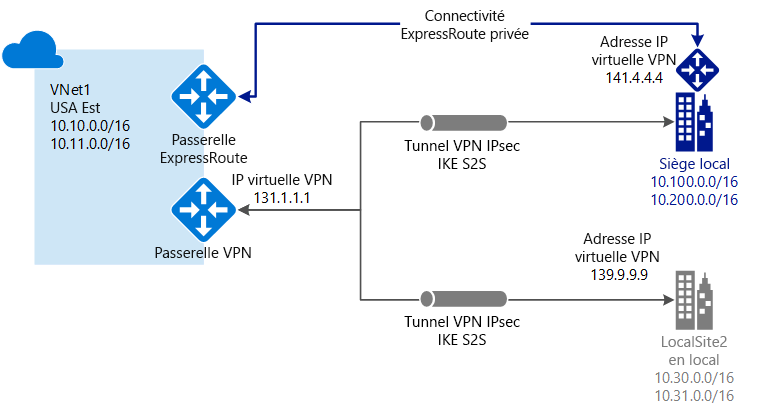 Connectivité
ExpressRoute privée
Adresse IP
virtuelle VPN
141.4.4.4
VNet1
USA Est
10.10.0.0/16
10.11.0.0/16
Passerelle
ExpressRoute
Tunnel VPN IPsec
IKE S2S
Siège local
10.100.0.0/16
10.200.0.0/16
IP virtuelle VPN
131.1.1.1
Passerelle VPN
Adresse IP
virtuelle VPN
139.9.9.9
Tunnel VPN IPsec
IKE S2S
LocalSite2
en local
10.30.0.0/16
10.31.0.0/16